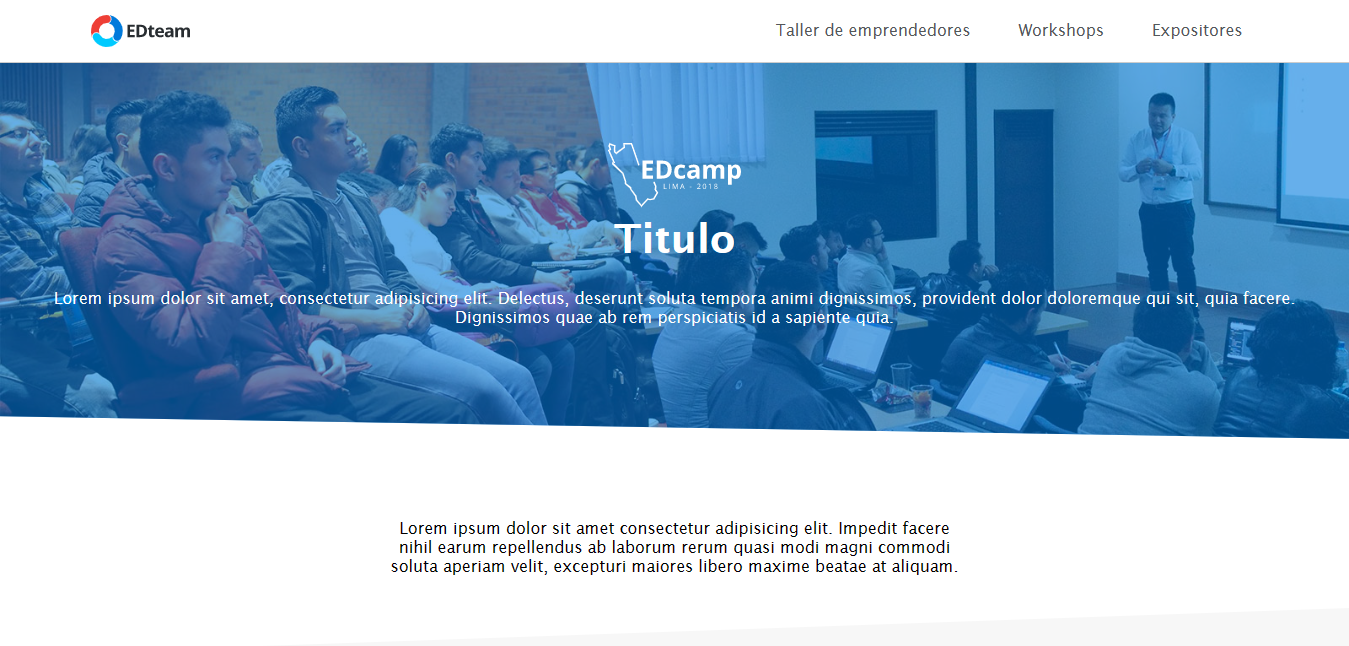 EDteam
Taller de emprendedores Workshops Expositores
EDcamp
LIMA - 2018
Titulo
Lorem ipsum dolor sit amet, consectetur adipisicing elit. Delectus, deserunt soluta tempora animi dignissimos, provident dolor doloremque qui sit, quia facere.
Dignissimos quae ab rem perspiciatis id a sapiente quia.
Lorem ipsum dolor sit amet consectetur adipisicing elit. Impedit facere
nihil earum repellendus ab laborum rerum quasi modi magni commodi
soluta aperiam velit, excepturi maiores libero maxime beatae at aliquam.